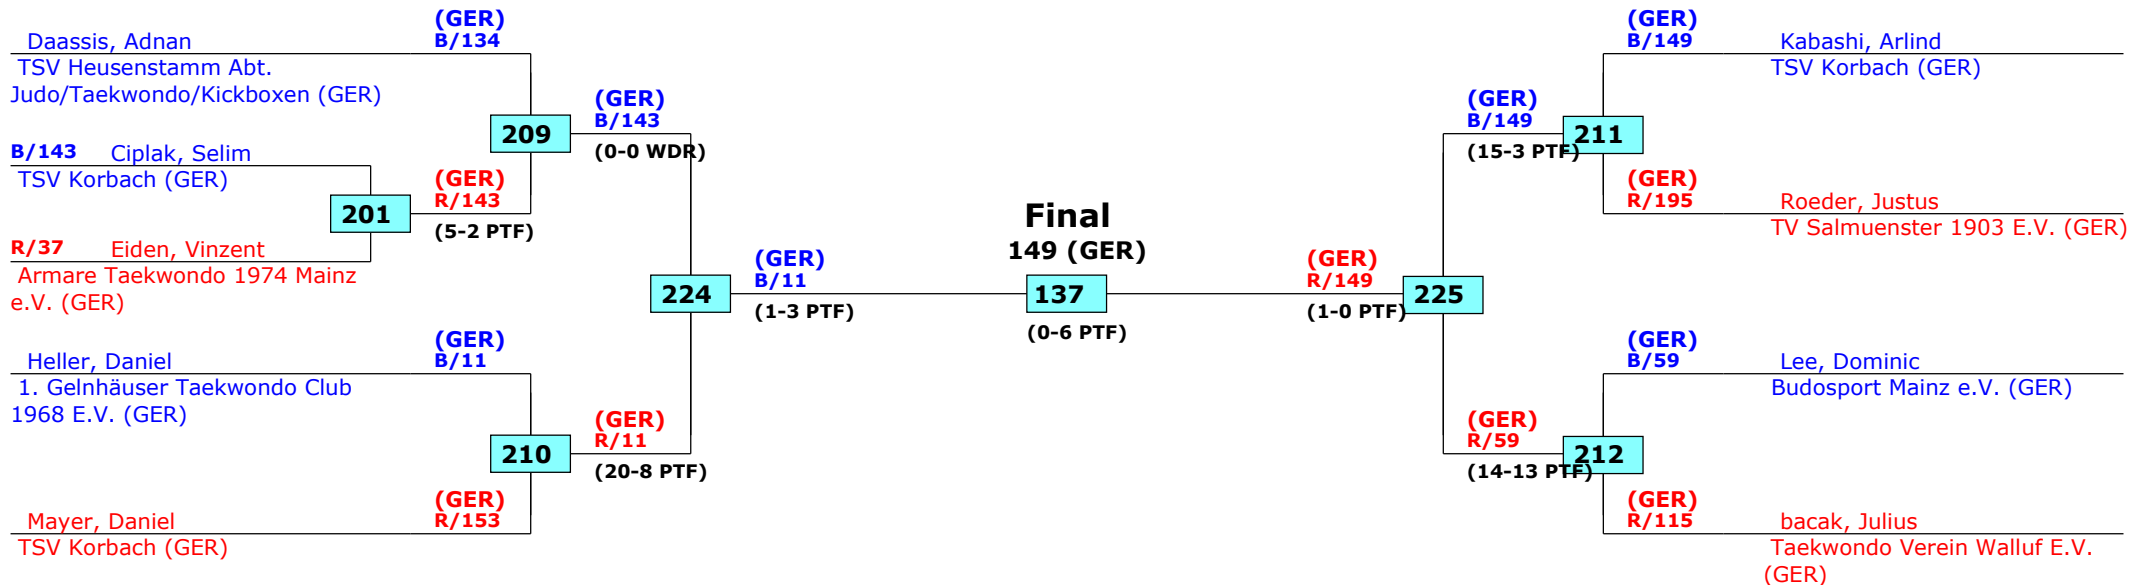 (GER)
B/134
Daassis, Adnan
TSV Heusenstamm Abt.
Judo/Taekwondo/Kickboxen (GER)
209
(GER)
B/143
(0-0 WDR)
B/143 Ciplak, Selim
TSV Korbach (GER)
201
(GER)
R/143
(5-2 PTF)
R/37 Eiden, Vinzent
Armare Taekwondo 1974 Mainz
e.V. (GER)
224
(GER)
B/11
(1-3 PTF)
(GER)
B/11
Heller, Daniel
1. Gelnhäuser Taekwondo Club
1968 E.V. (GER)
210
(GER)
R/11
(20-8 PTF)
(GER)
R/153
Mayer, Daniel
TSV Korbach (GER)
Final
149 (GER)
137
(0-6 PTF)
(GER)
R/149
(1-0 PTF)
225
(GER)
B/149
Kabashi, Arlind
TSV Korbach (GER)
(GER)
B/149
(15-3 PTF)
211
(GER)
R/195
Roeder, Justus
TV Salmuenster 1903 E.V. (GER)
(GER)
B/59
Lee, Dominic
Budosport Mainz e.V. (GER)
(GER)
R/59
(14-13 PTF)
212
(GER)
R/115
bacak, Julius
Taekwondo Verein Walluf E.V.
(GER)